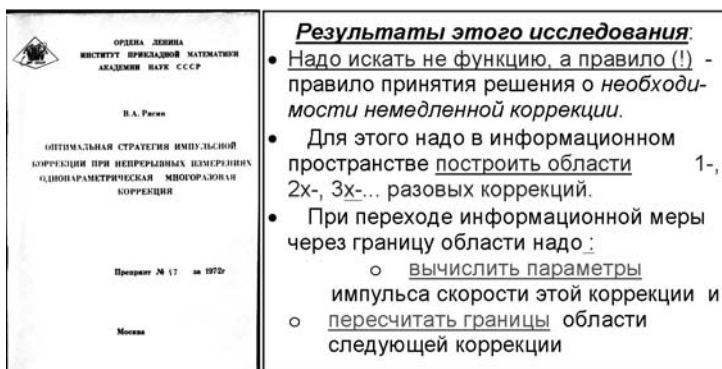 ОРДЕНА ЛЕНИНА
ИНСТИТУТ ПРИКЛАДНОЙ МАТЕМАТИКИ
АКАДЕМИИ НАУК СССР
В.А. Рясин
ОПТИМАЛЬНАЯ СТРАТЕГИЯ ИМПУЛЬСНОЙ
КОРРЕКЦИИ ПРИ НЕПРЕРЫВНЫХ ИЗМЕРЕНИЯХ
ОДНОПАРАМЕТРИЧЕСКАЯ МНОГОРАЗОВАЯ
КОРРЕКЦИЯ
Препринт № 17 за 1972г
Москва
Результаты этого исследования:
• Надо искать не функцию, а правило (!) -
правило принятия решения о необходи-
мости немедленной коррекции.
• Для этого надо в информационном
пространстве построить области 1-,
2х-, 3х-... разовых коррекций.
• При переходе информационной меры
через границу области надо :
o вычислить параметры
импульса скорости этой коррекции и
o пересчитать границы области
следующей коррекции